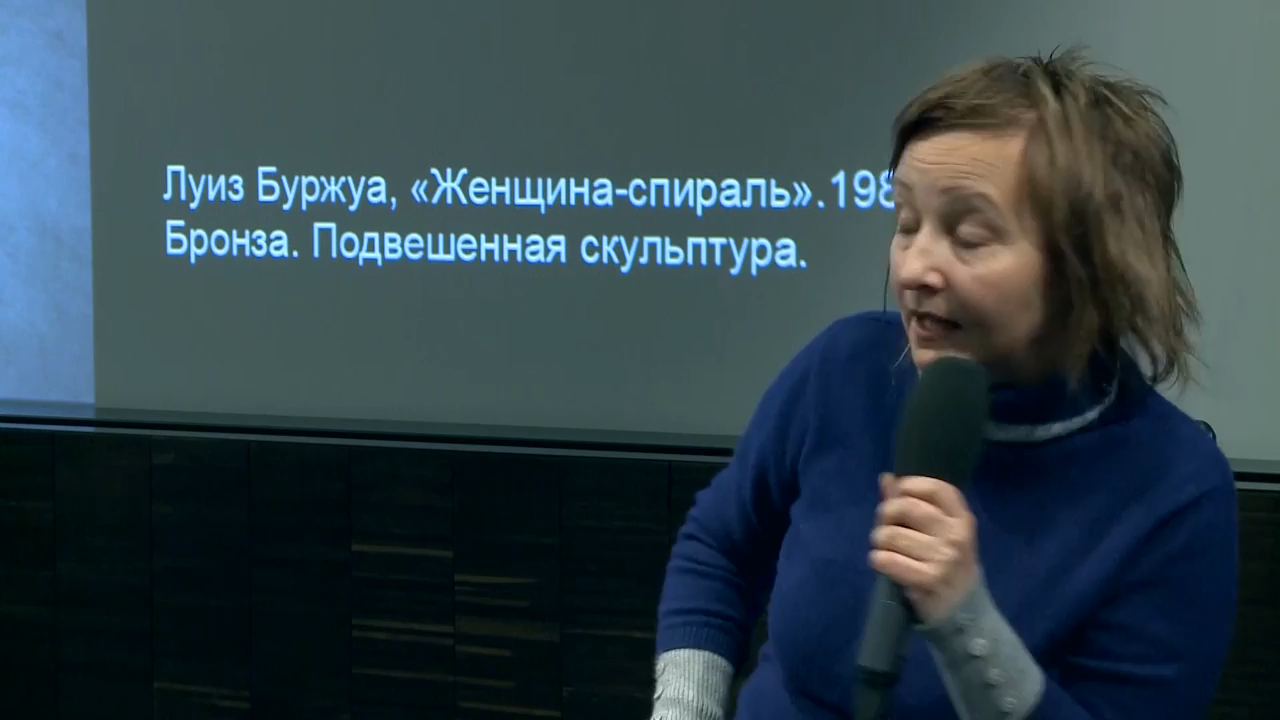 Луиз Буржуа, «Женщина-спираль».198
Бронза. Подвешенная скульптура.